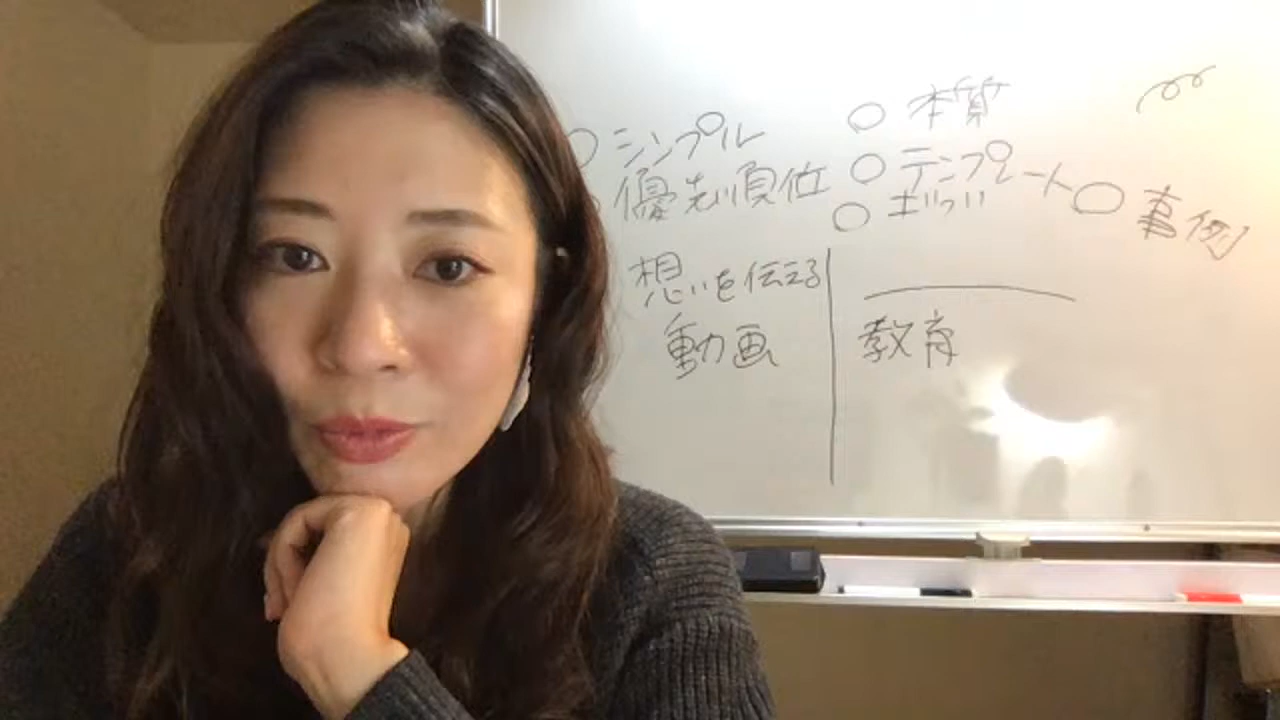 ○ シンプル
優先順位
想いを伝える
動画
○ 本質
○ テンプレート
○
○ 事例
教育